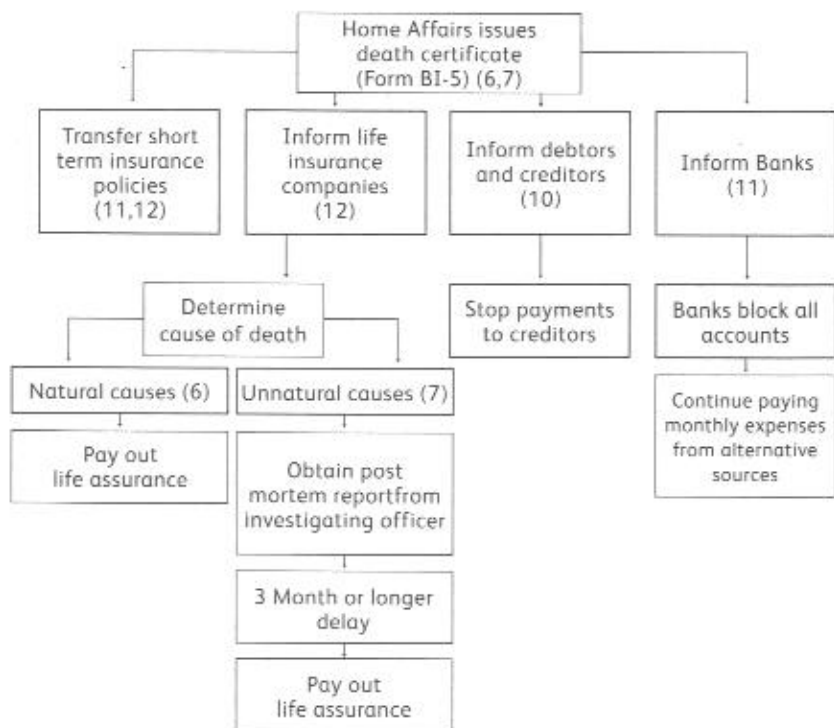 Home Affairs issues
death certificate
(Form BI-5) (6,7)
Transfer short
term insurance
policies
(11,12)
Inform life
insurance
companies
(12)
Inform debtors
and creditors
(10)
Inform Banks
(11)
Determine
cause of death
Stop payments
to creditors
Banks block all
accounts
Natural causes (6)
Unnatural causes (7)
Continue paying
monthly expenses
from alternative
sources
Pay out
life assurance
Obtain post
mortem reportfrom
investigating officer
3 Month or longer
delay
Pay out
life assurance